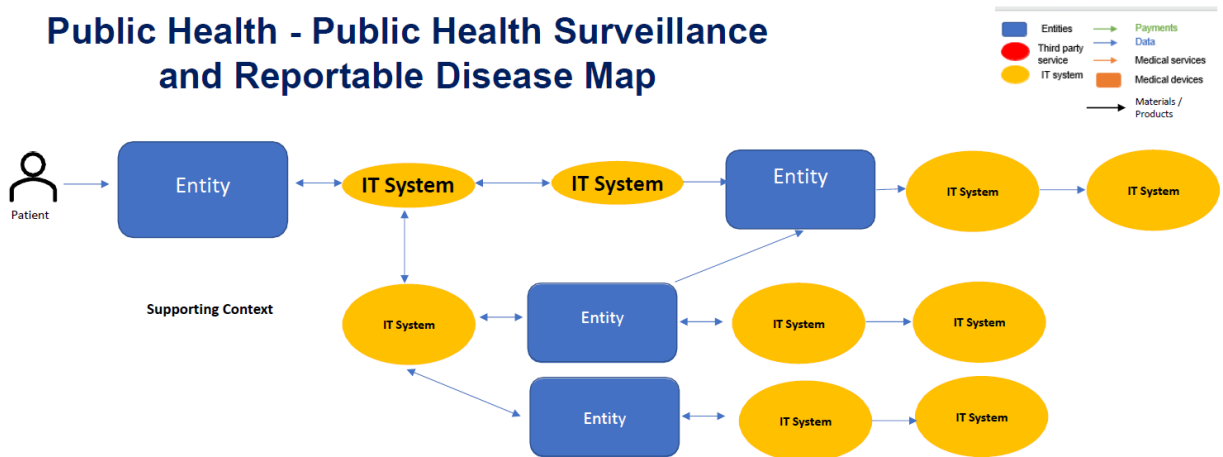 Public Health - Public Health Surveillance
and Reportable Disease Map
Entities
Payments
Data
Third party
service
Medical services
IT system
Medical devices
Materials /
Products
Patient
Entity
IT System
IT System
Entity
IT System
IT System
Supporting Context
IT System
Entity
IT System
IT System
Entity
IT System
IT System